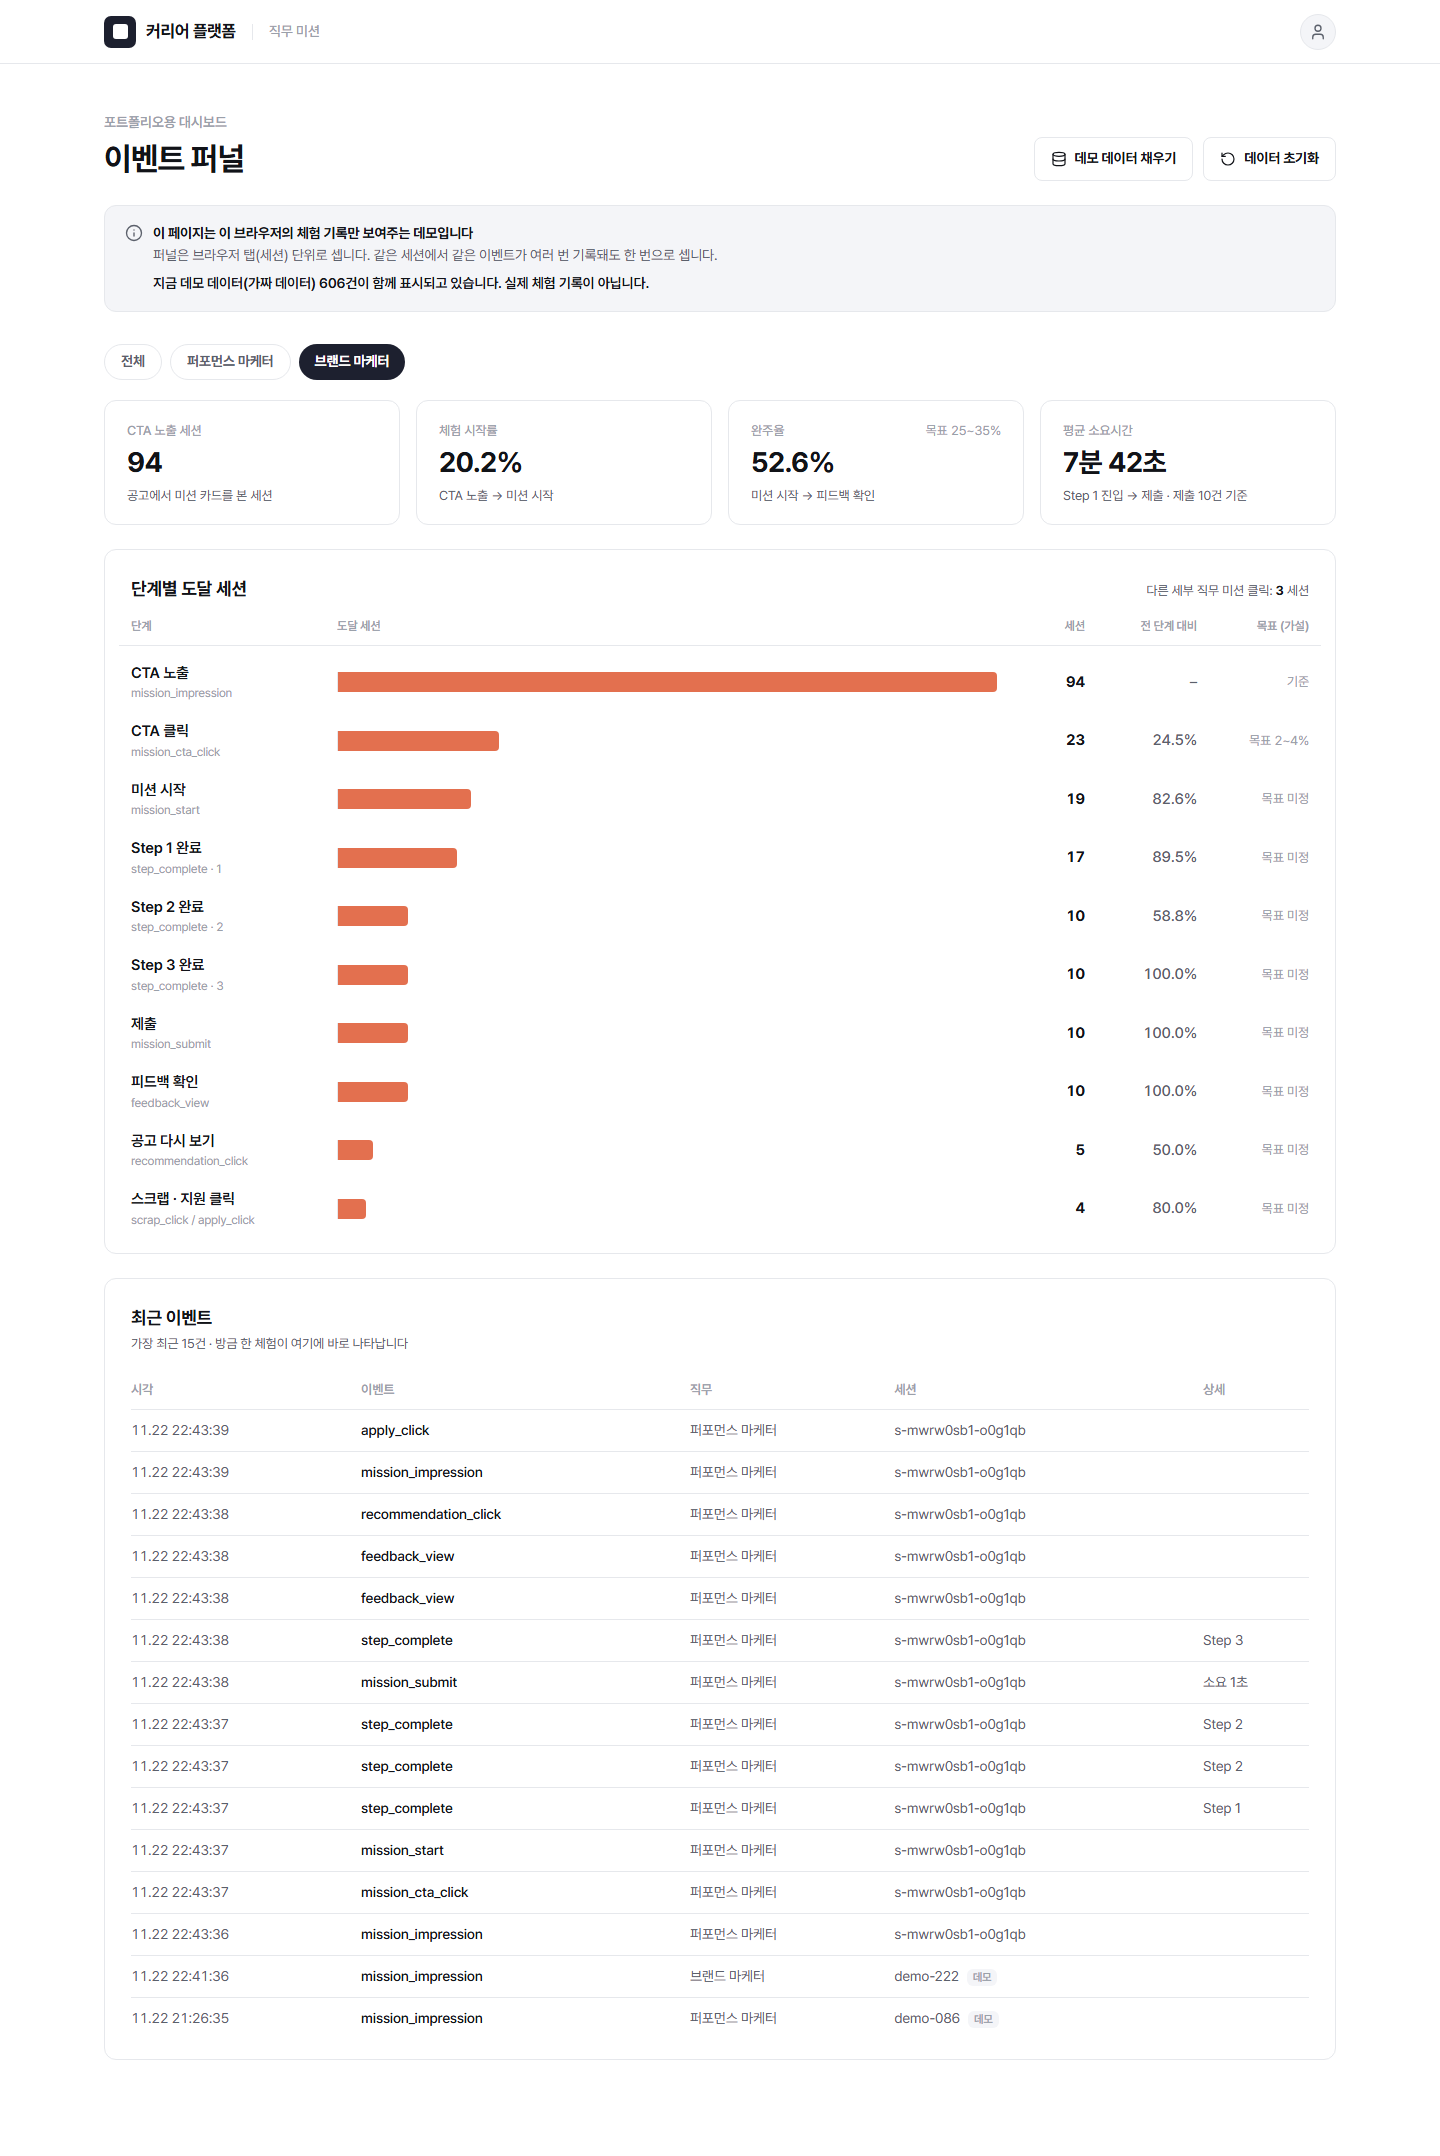 커리어 플랫폼 직무 미션
포트폴리오용 대시보드
이벤트 퍼널
데모 데이터 채우기 데이터 초기화
이 페이지는 이 브라우저의 체험 기록만 보여주는 데모입니다
퍼널은 브라우저 탭(세션) 단위로 셉니다. 같은 세션에서 같은 이벤트가 여러 번 기록돼도 한 번으로 셉니다.
지금 데모 데이터(가짜 데이터) 606건이 함께 표시되고 있습니다. 실제 체험 기록이 아닙니다.
전체 퍼포먼스 마케터 브랜드 마케터
CTA 노출 세션
94
공고에서 미션 카드를 본 세션
체험 시작률
20.2%
CTA 노출 → 미션 시작
완주율 목표 25~35%
52.6%
미션 시작 → 피드백 확인
평균 소요시간
7분 42초
Step 1 진입 → 제출 · 제출 10건 기준
단계별 도달 세션 다른 세부 직무 미션 클릭: 3 세션
단계 도달 세션 세션 전 단계 대비 목표 (가설)
CTA 노출 94 – 기준
mission_impression
CTA 클릭 23 24.5% 목표 2~4%
mission_cta_click
미션 시작 19 82.6% 목표 미정
mission_start
Step 1 완료 17 89.5% 목표 미정
step_complete · 1
Step 2 완료 10 58.8% 목표 미정
step_complete · 2
Step 3 완료 10 100.0% 목표 미정
step_complete · 3
제출 10 100.0% 목표 미정
mission_submit
피드백 확인 10 100.0% 목표 미정
feedback_view
공고 다시 보기 5 50.0% 목표 미정
recommendation_click
스크랩 · 지원 클릭 4 80.0% 목표 미정
scrap_click / apply_click
최근 이벤트
가장 최근 15건 · 방금 한 체험이 여기에 바로 나타납니다
시각 이벤트 직무 세션 상세
11.22 22:43:39 apply_click 퍼포먼스 마케터 s-mwrw0sb1-o0g1qb
11.22 22:43:39 mission_impression 퍼포먼스 마케터 s-mwrw0sb1-o0g1qb
11.22 22:43:38 recommendation_click 퍼포먼스 마케터 s-mwrw0sb1-o0g1qb
11.22 22:43:38 feedback_view 퍼포먼스 마케터 s-mwrw0sb1-o0g1qb
11.22 22:43:38 feedback_view 퍼포먼스 마케터 s-mwrw0sb1-o0g1qb
11.22 22:43:38 step_complete 퍼포먼스 마케터 s-mwrw0sb1-o0g1qb Step 3
11.22 22:43:38 mission_submit 퍼포먼스 마케터 s-mwrw0sb1-o0g1qb 소요 1초
11.22 22:43:37 step_complete 퍼포먼스 마케터 s-mwrw0sb1-o0g1qb Step 2
11.22 22:43:37 step_complete 퍼포먼스 마케터 s-mwrw0sb1-o0g1qb Step 2
11.22 22:43:37 step_complete 퍼포먼스 마케터 s-mwrw0sb1-o0g1qb Step 1
11.22 22:43:37 mission_start 퍼포먼스 마케터 s-mwrw0sb1-o0g1qb
11.22 22:43:37 mission_cta_click 퍼포먼스 마케터 s-mwrw0sb1-o0g1qb
11.22 22:43:36 mission_impression 퍼포먼스 마케터 s-mwrw0sb1-o0g1qb
11.22 22:41:36 mission_impression 브랜드 마케터 demo-222 데모
11.22 21:26:35 mission_impression 퍼포먼스 마케터 demo-086 데모